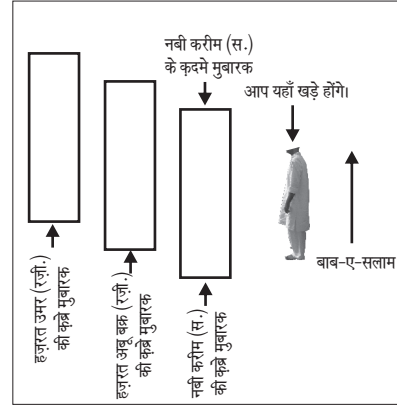 नबी करीम (स.)
के क़दमे मुबारक
आप यहाँ खड़े होंगे।
बाब-ए-सलाम
हज़रत उमर (रज़ी.)
की क़ब्रे मुबारक
हज़रत अबू बक्र (रज़ी.)
की क़ब्रे मुबारक
नबी करीम (स.)
की क़ब्रे मुबारक